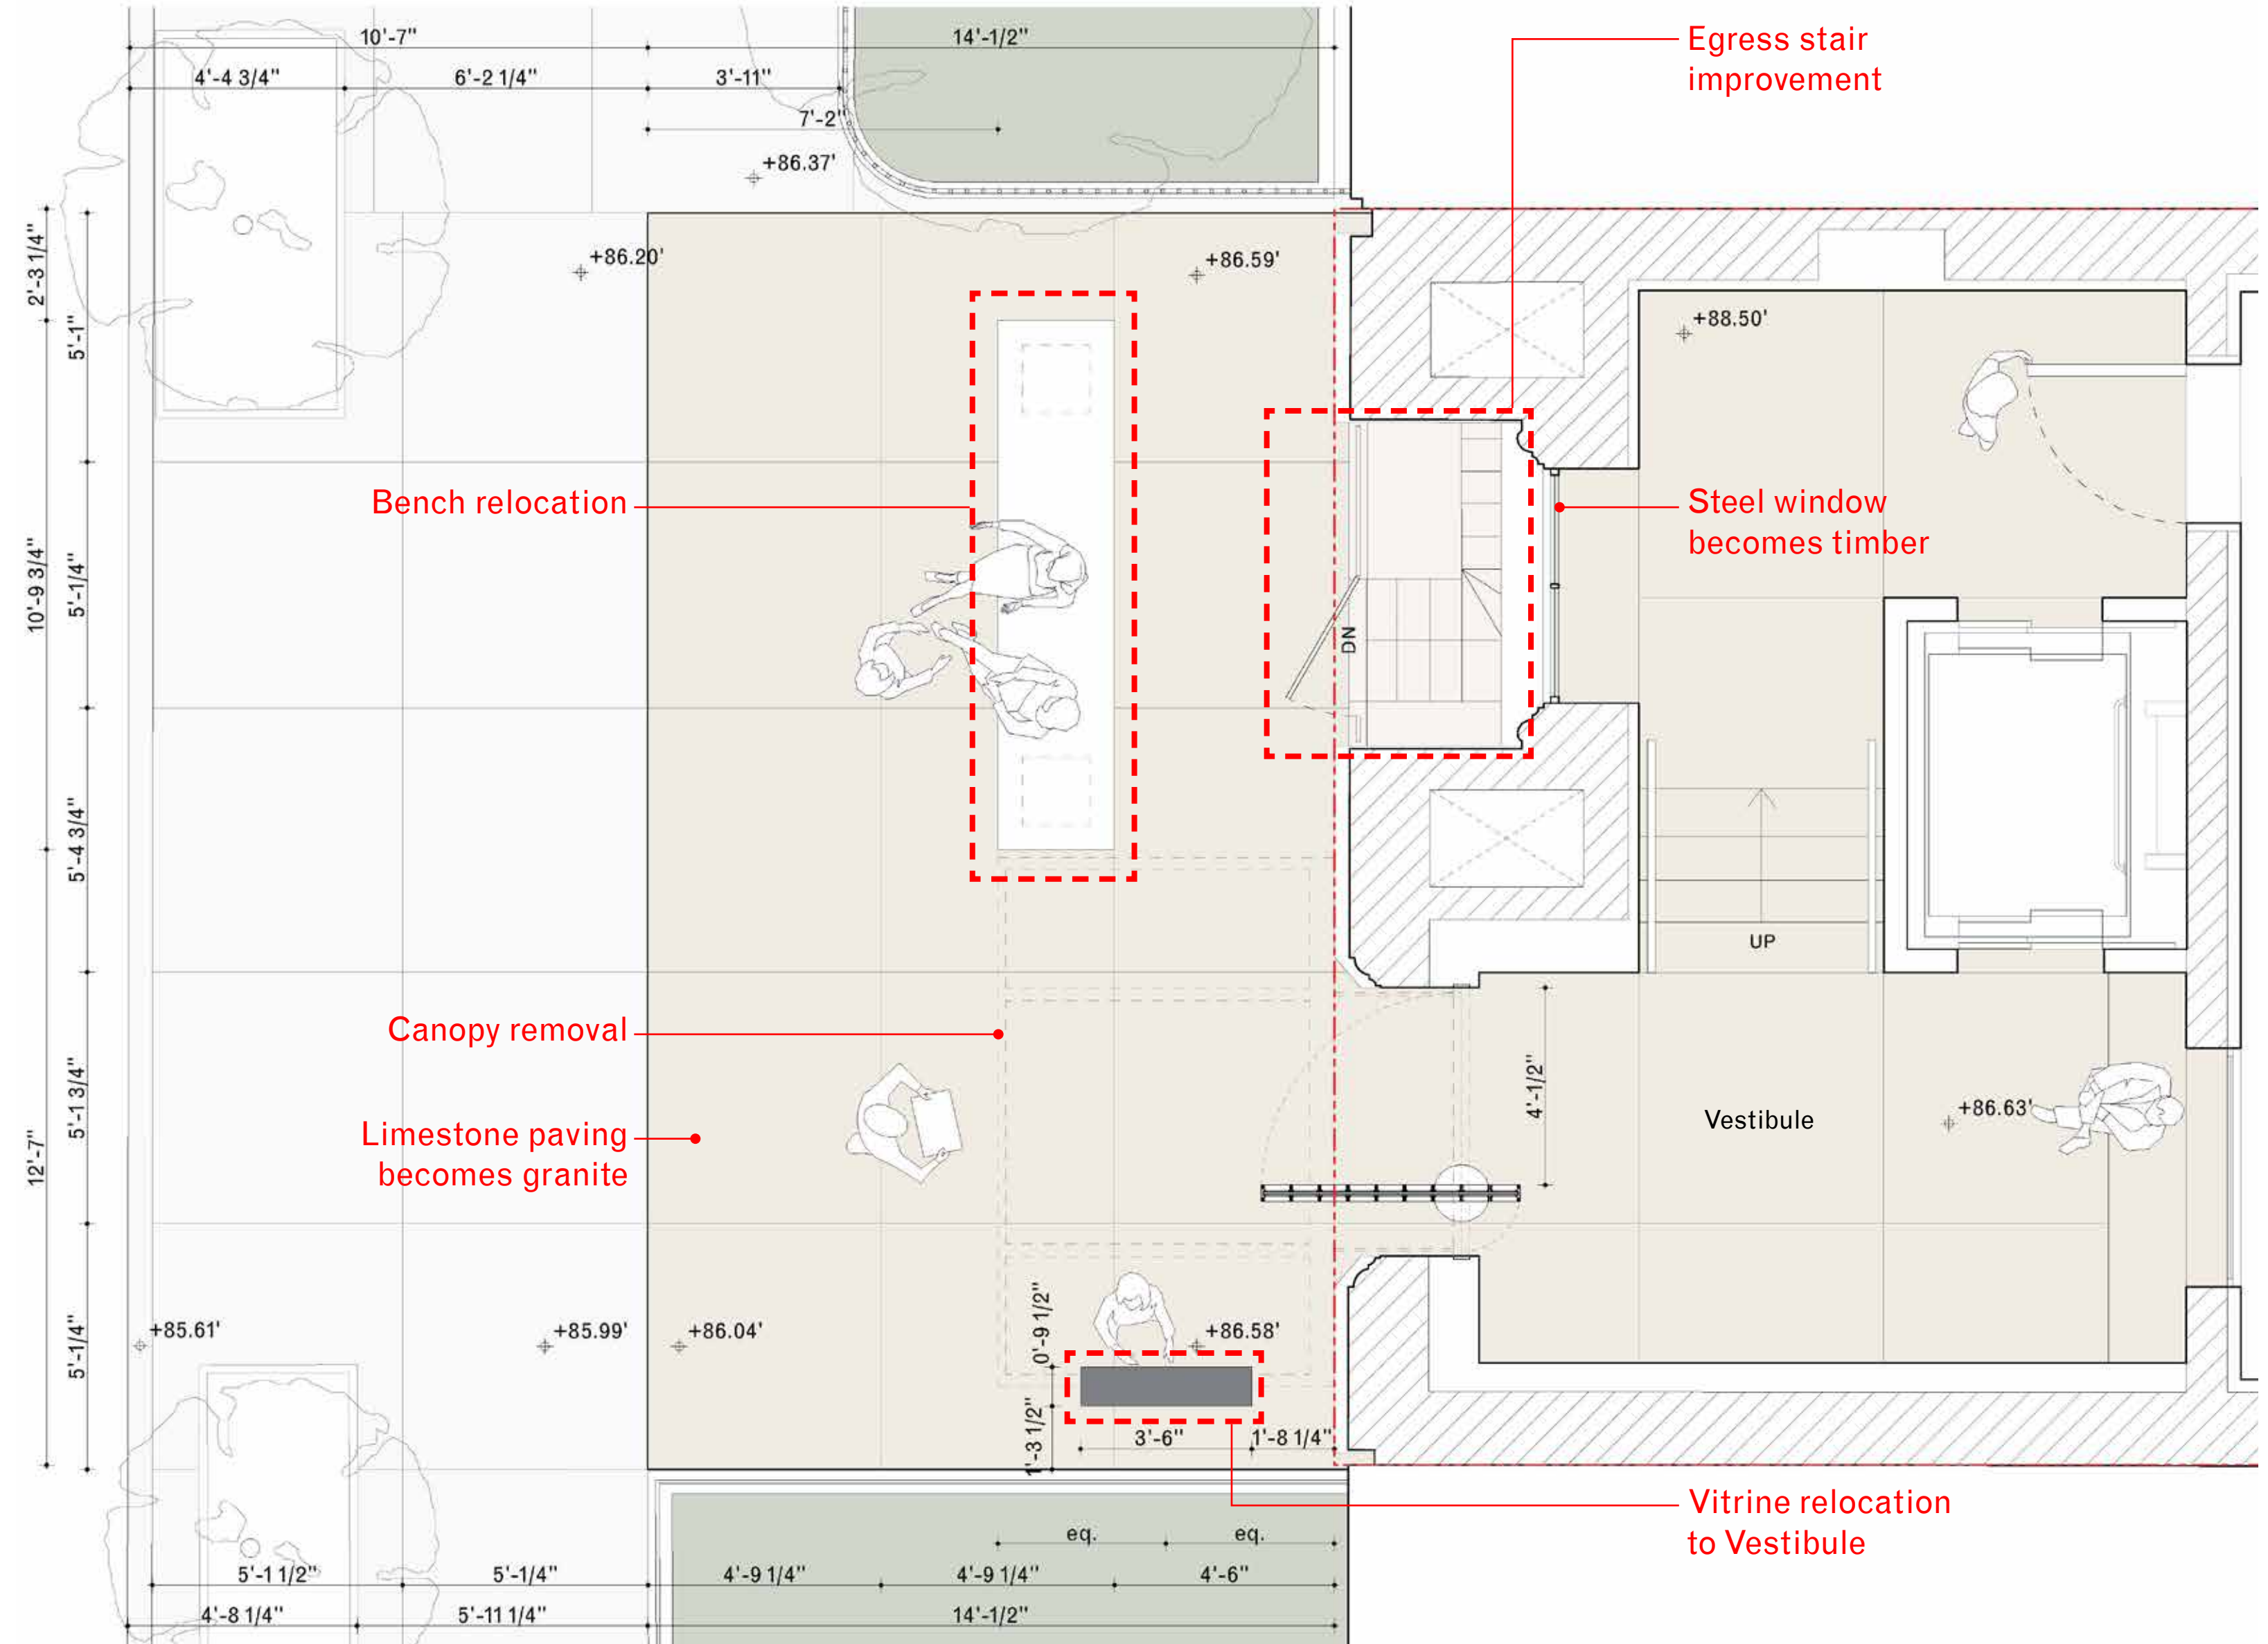 10'-7"
14'-1/2"
4'-4 3/4"
6'-2 1/4"
3'-11"
7'-2"
Egress stair
improvement
+86.37'
2'-3 1/4"
+86.20'
+86.59'
+88.50'
5'-1"
Bench relocation
Steel window
becomes timber
10'-9 3/4"
5'-1/4"
DN
5'-4 3/4"
UP
Canopy removal
5'-1 3/4"
4'-1/2"
+86.63'
Vestibule
Limestone paving
becomes granite
12'-7"
5'-1/4"
+85.61'
+85.99'
+86.04'
0'-9 1/2"
+86.58'
1'-3 1/2"
3'-6"
1'-8 1/4"
Vitrine relocation
to Vestibule
eq.
eq.
5'-1 1/2"
5'-1/4"
4'-9 1/4"
4'-9 1/4"
4'-6"
4'-8 1/4"
5'-11 1/4"
14'-1/2"